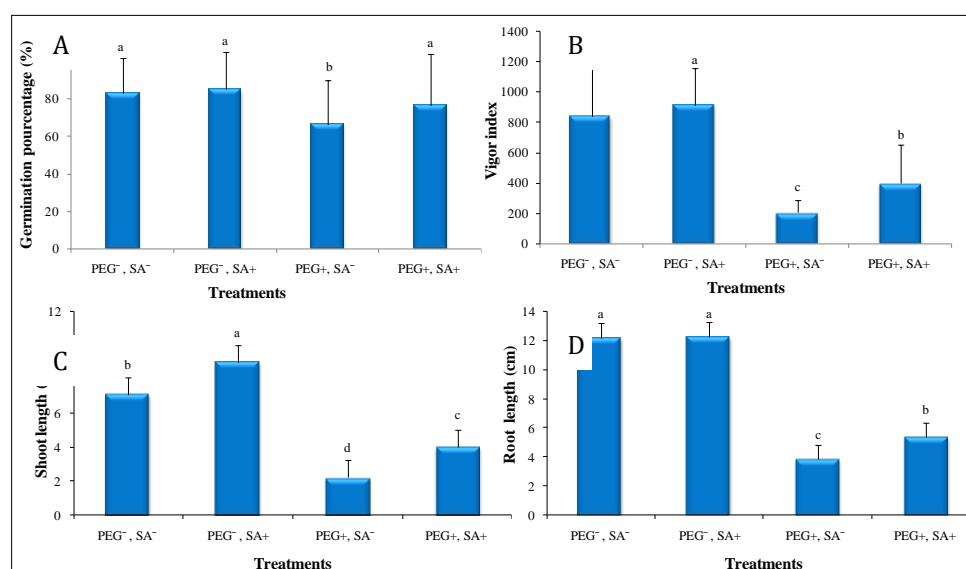 A
Germination pourcentage (%)
80
60
40
20
0
a
a
b
a
PEG⁻, SA⁻
PEG⁻, SA+
PEG+, SA⁻
PEG+, SA+
Treatments
B
Vigor index
1400
1200
1000
800
600
400
200
0
a
c
b
PEG⁻, SA⁻
PEG⁻, SA+
PEG+, SA⁻
PEG+, SA+
Treatments
C
Shoot length (
12
6
4
2
0
b
a
d
c
PEG⁻, SA⁻
PEG⁻, SA+
PEG+, SA⁻
PEG+, SA+
Treatments
D
Root length (cm)
14
12
10
8
6
4
2
0
a
a
c
b
PEG⁻, SA⁻
PEG⁻, SA+
PEG+, SA⁻
PEG+, SA+
Treatments